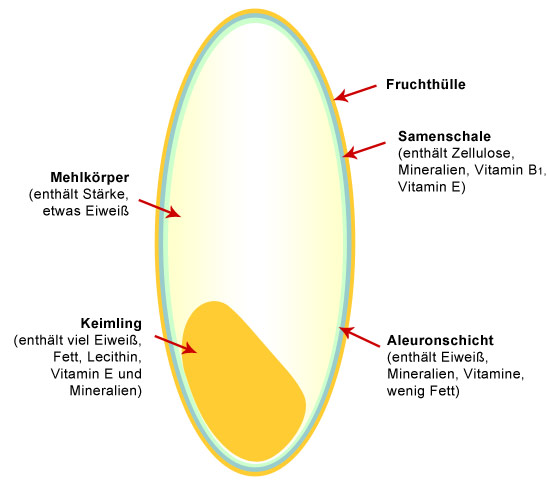 Fruchthülle
Samenschale
(enthält Zellulose,
Mineralien, Vitamin B1,
Vitamin E)
Mehlkörper
(enthält Stärke,
etwas Eiweiß
Keimling
(enthält viel Eiweiß,
Fett, Lecithin,
Vitamin E und
Mineralien)
Aleuronschicht
(enthält Eiweiß,
Mineralien, Vitamine,
wenig Fett)